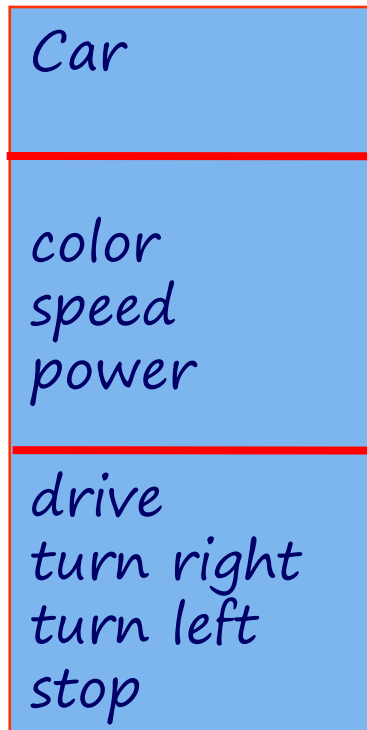 Car
color
speed
power
drive
turn right
turn left
stop